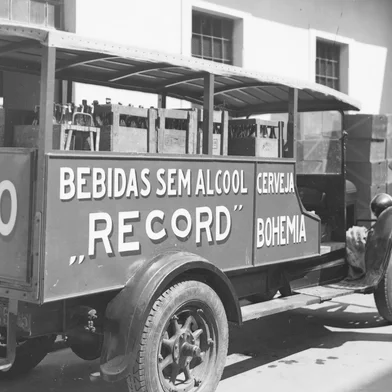 O
BEBIDAS SEM ALCOOL
„RECORD”
CERVEJA
BOHEMIA